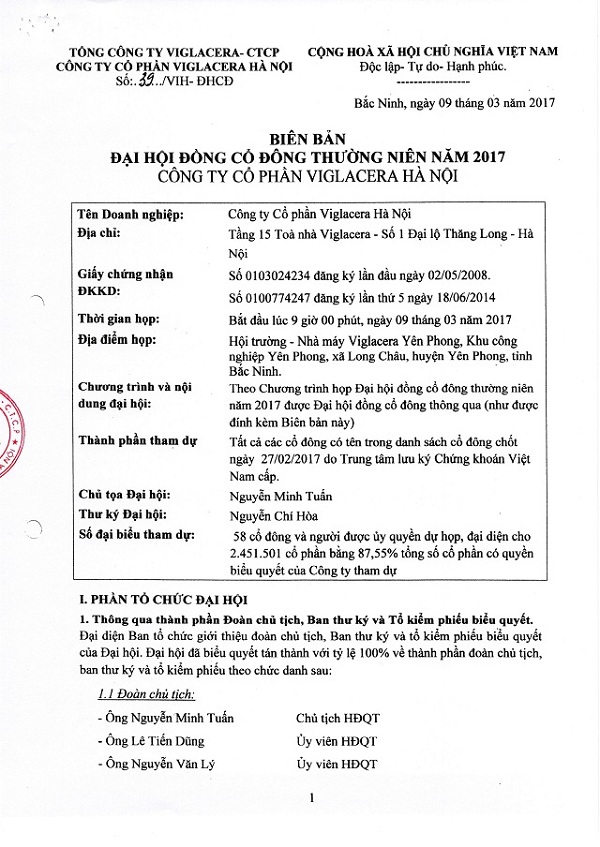 TỔNG CÔNG TY VIGLACERA- CTCP
CÔNG TY CỔ PHẦN VIGLACERA HÀ NỘI
Số:.39.../VIH- ĐHCĐ
CỘNG HOÀ XÃ HỘI CHỦ NGHĨA VIỆT NAM
Độc lập- Tự do- Hạnh phúc.
-----------------
Bắc Ninh, ngày 09 tháng 03 năm 2017
BIÊN BẢN
ĐẠI HỘI ĐỒNG CỔ ĐÔNG THƯỜNG NIÊN NĂM 2017
CÔNG TY CỔ PHẦN VIGLACERA HÀ NỘI
Tên Doanh nghiệp: Công ty Cổ phần Viglacera Hà Nội
Địa chỉ: Tầng 15 Toà nhà Viglacera - Số 1 Đại lộ Thăng Long - Hà
Nội
Giấy chứng nhận Số 0103024234 đăng ký lần đầu ngày 02/05/2008.
ĐKKD: Số 0100774247 đăng ký lần thứ 5 ngày 18/06/2014
Thời gian họp: Bắt đầu lúc 9 giờ 00 phút, ngày 09 tháng 03 năm 2017
Địa điểm họp: Hội trường - Nhà máy Viglacera Yên Phong, Khu công
nghiệp Yên Phong, xã Long Châu, huyện Yên Phong, tỉnh
Bắc Ninh.
Chương trình và nội Theo Chương trình họp Đại hội đồng cổ đông thường niên
dung đại hội: năm 2017 được Đại hội đồng cổ đông thông qua (như được
đính kèm Biên bản này)
Thành phần tham dự Tất cả các cổ đông có tên trong danh sách cổ đông chốt
ngày 27/02/2017 do Trung tâm lưu ký Chứng khoán Việt
Nam cấp.
Chủ tọa Đại hội: Nguyễn Minh Tuấn
Thư ký Đại hội: Nguyễn Chí Hòa
Số đại biểu tham dự: 58 cổ đông và người được ủy quyền dự họp, đại diện cho
2.451.501 cổ phần bằng 87,55% tổng số cổ phần có quyền
biểu quyết của Công ty tham dự
I. PHẦN TỔ CHỨC ĐẠI HỘI
1. Thông qua thành phần Đoàn chủ tịch, Ban thư ký và Tổ kiểm phiếu biểu quyết.
Đại diện Ban tổ chức giới thiệu đoàn chủ tịch, Ban thư ký và tổ kiểm phiếu biểu quyết
của Đại hội. Đại hội đã biểu quyết tán thành với tỷ lệ 100% về thành phần đoàn chủ tịch,
ban thư ký và tổ kiểm phiếu theo chức danh sau:
1.1 Đoàn chủ tịch:
- Ông Nguyễn Minh Tuấn Chủ tịch HĐQT
- Ông Lê Tiến Dũng Ủy viên HĐQT
- Ông Nguyễn Văn Lý Ủy viên HĐQT
1